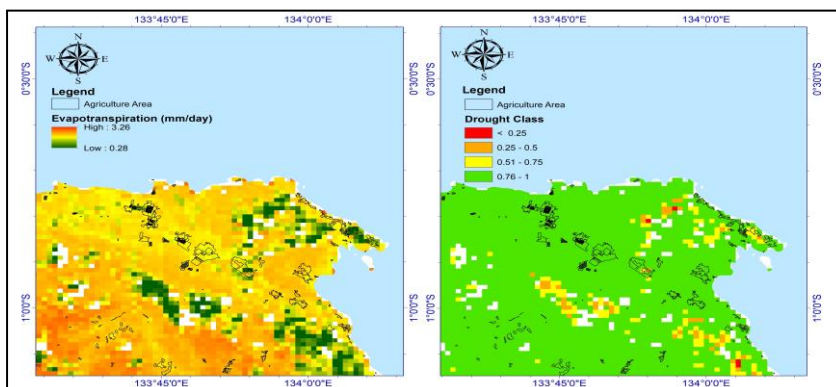 133°45'0"E 134°0'0"E
0°30'0"S
1°00'0"S
N
W E
S
Legend
Agriculture Area
Evapotranspiration (mm/day)
High : 3.26
Low : 0.28
133°45'0"E 134°0'0"E
133°45'0"E 134°0'0"E
N
W E
S
Legend
Agriculture Area
Drought Class
< 0.25
0.25 - 0.5
0.51 - 0.75
0.76 - 1
0°30'0"S
1°00'0"S
133°45'0"E 134°0'0"E